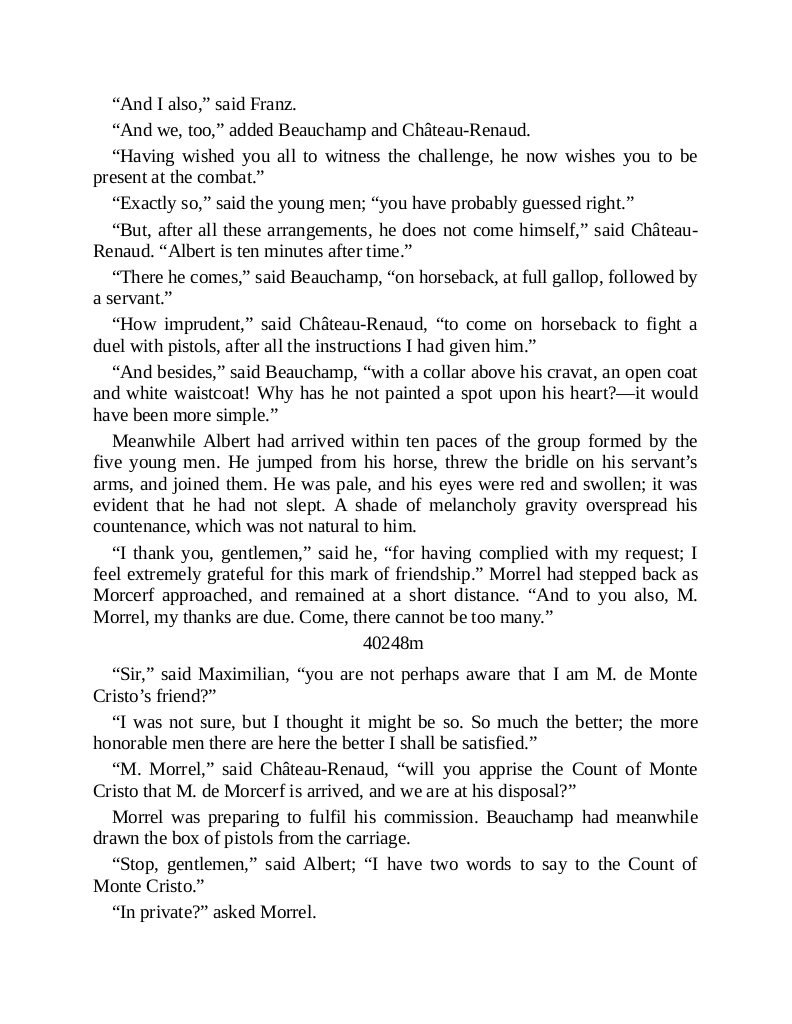 “And I also,” said Franz.
“And we, too,” added Beauchamp and Château-Renaud.
“Having wished you all to witness the challenge, he now wishes you to be
present at the combat.”
“Exactly so,” said the young men; “you have probably guessed right.”
“But, after all these arrangements, he does not come himself,” said Château-
Renaud. “Albert is ten minutes after time.”
“There he comes,” said Beauchamp, “on horseback, at full gallop, followed by
a servant.”
“How imprudent,” said Château-Renaud, “to come on horseback to fight a
duel with pistols, after all the instructions I had given him.”
“And besides,” said Beauchamp, “with a collar above his cravat, an open coat
and white waistcoat! Why has he not painted a spot upon his heart?—it would
have been more simple.”
Meanwhile Albert had arrived within ten paces of the group formed by the
five young men. He jumped from his horse, threw the bridle on his servant’s
arms, and joined them. He was pale, and his eyes were red and swollen; it was
evident that he had not slept. A shade of melancholy gravity overspread his
countenance, which was not natural to him.
“I thank you, gentlemen,” said he, “for having complied with my request; I
feel extremely grateful for this mark of friendship.” Morrel had stepped back as
Morcerf approached, and remained at a short distance. “And to you also, M.
Morrel, my thanks are due. Come, there cannot be too many.”
40248m
“Sir,” said Maximilian, “you are not perhaps aware that I am M. de Monte
Cristo’s friend?”
“I was not sure, but I thought it might be so. So much the better; the more
honorable men there are here the better I shall be satisfied.”
“M. Morrel,” said Château-Renaud, “will you apprise the Count of Monte
Cristo that M. de Morcerf is arrived, and we are at his disposal?”
Morrel was preparing to fulfil his commission. Beauchamp had meanwhile
drawn the box of pistols from the carriage.
“Stop, gentlemen,” said Albert; “I have two words to say to the Count of
Monte Cristo.”
“In private?” asked Morrel.